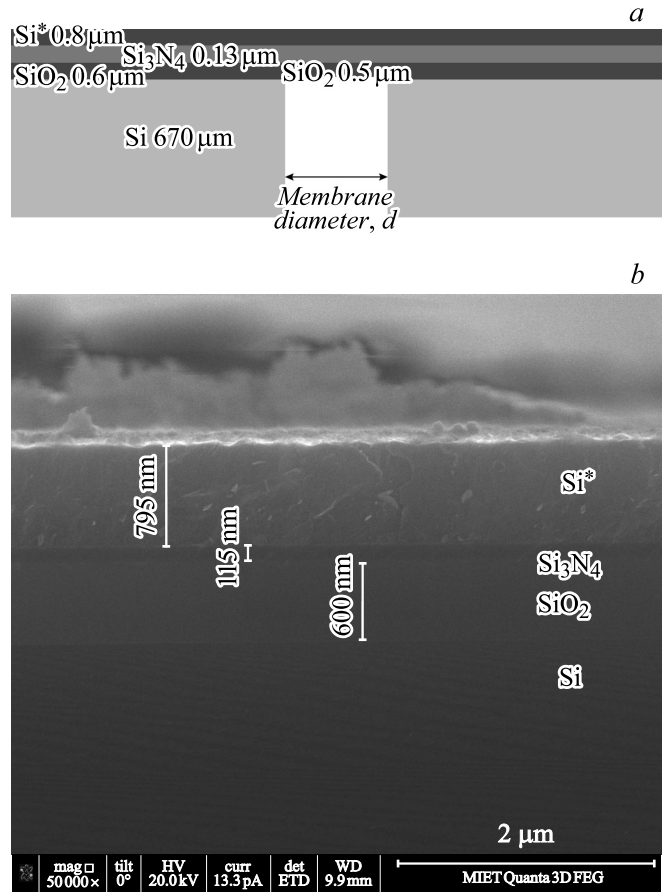 a
Si* 0.8 μm
Si₃N₄ 0.13 μm
SiO₂ 0.6 μm
SiO₂ 0.5 μm
Si 670 μm
Membrane
diameter, d
b
795 nm
115 nm
600 nm
Si*
Si₃N₄
SiO₂
Si
2 μm
mag □ tilt HV curr det WD
50 000× 0° 20.0 kV 13.3 pA ETD 9.9 mm MIET Quanta 3D FEG